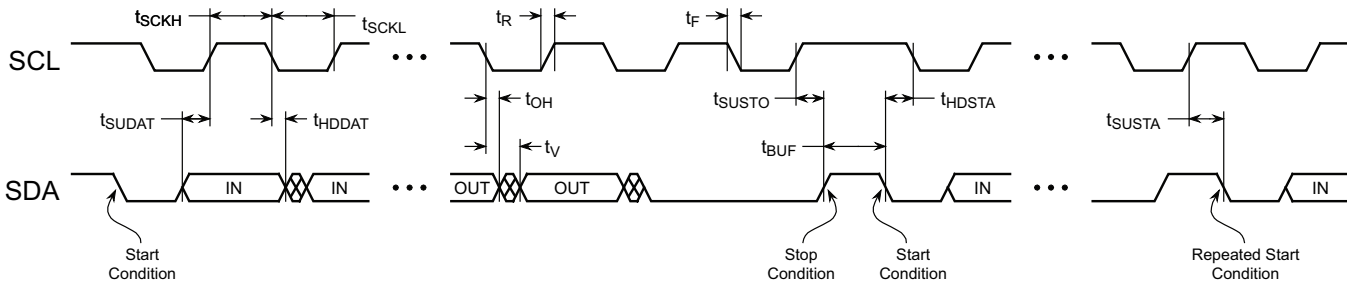 tSCKH
tSCKL
tR
tF
SCL
tOH
tSUSTO
tHDSTA
tSUDAT
tHDDAT
tSUSTA
tV
tBUF
SDA
IN
IN
OUT
OUT
IN
IN
Start
Condition
Stop
Condition
Start
Condition
Repeated Start
Condition